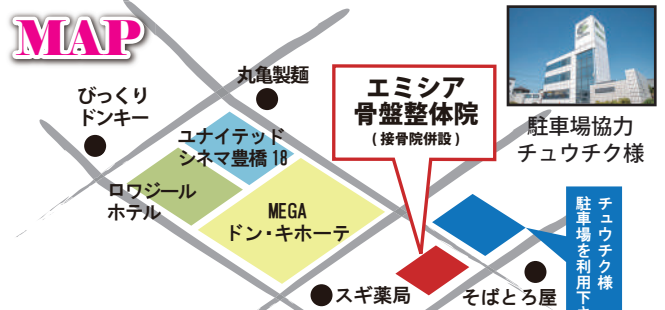 MAP
丸亀製麺
びっくり
ドンキー
ユナイテッド
シネマ豊橋18
ロワジール
ホテル
MEGA
ドン・キホーテ
エミシア
骨盤整体院
(接骨院併設)
駐車場協力
チュウチク様
スギ薬局
そばとろ屋
チュウチク様
駐車場を利用下